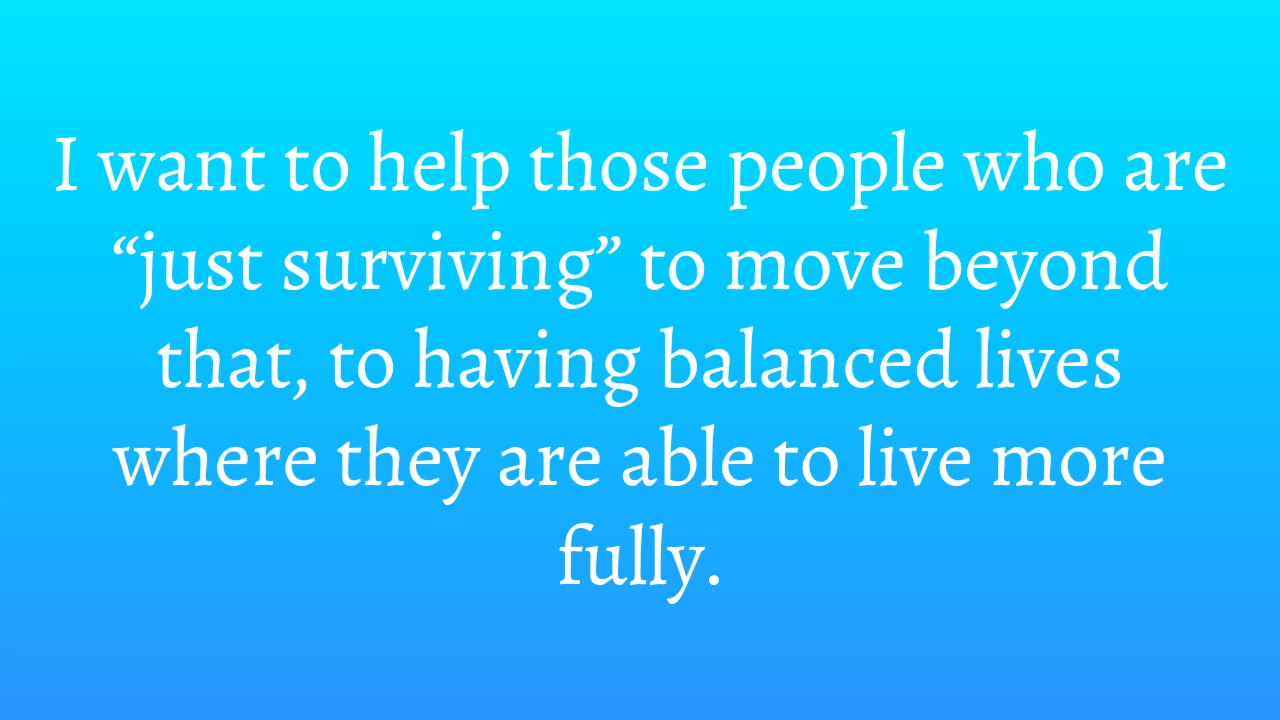 I want to help those people who are
“just surviving” to move beyond
that, to having balanced lives
where they are able to live more
fully.